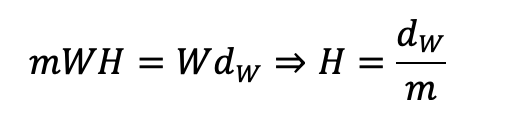 𝑚𝑊𝐻 = 𝑊𝑑_𝑊 ⇒ 𝐻 = 𝑑_𝑊/𝑚